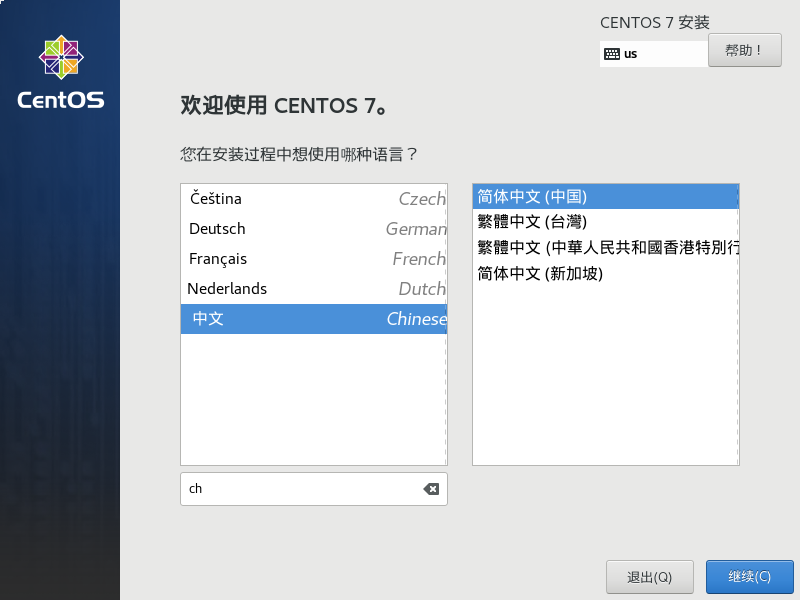 CentOS
CENTOS 7 安装
us
帮助！
欢迎使用 CENTOS 7。
您在安装过程中想使用哪种语言？
Čeština Czech
Deutsch German
Français French
Nederlands Dutch
中文 Chinese
简体中文 (中国)
繁體中文 (台灣)
繁體中文 (中華人民共和國香港特別行
简体中文 (新加坡)
ch
退出(Q)
继续(C)